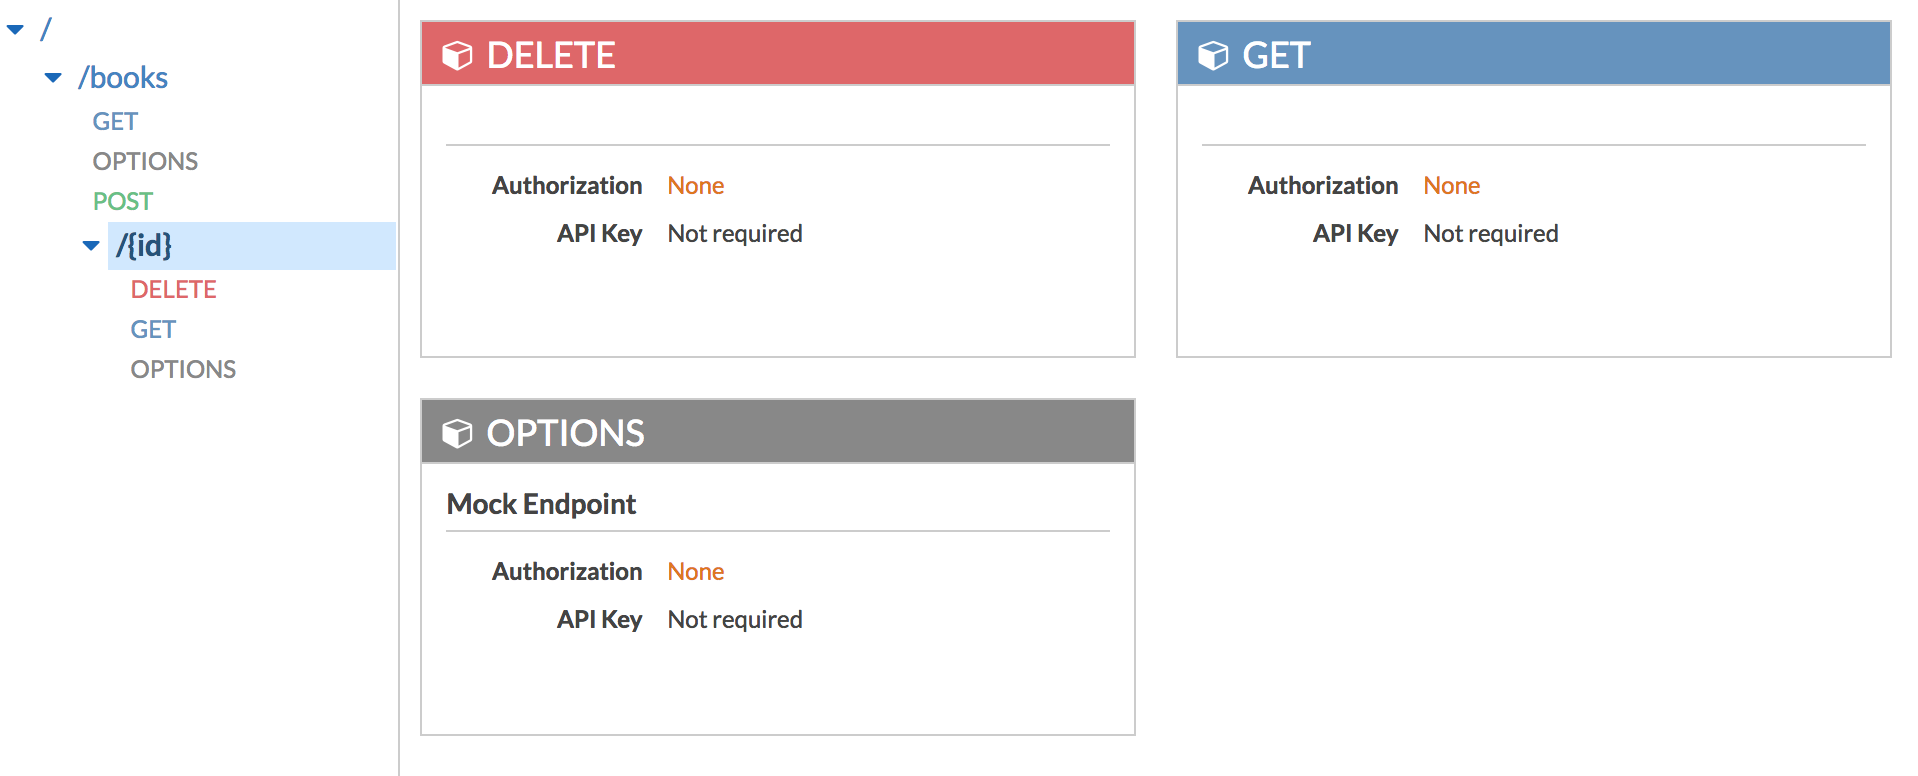 /
/books
GET
OPTIONS
POST
/{id}
DELETE
GET
OPTIONS
DELETE
Authorization None
API Key Not required
GET
Authorization None
API Key Not required
OPTIONS
Mock Endpoint
Authorization None
API Key Not required